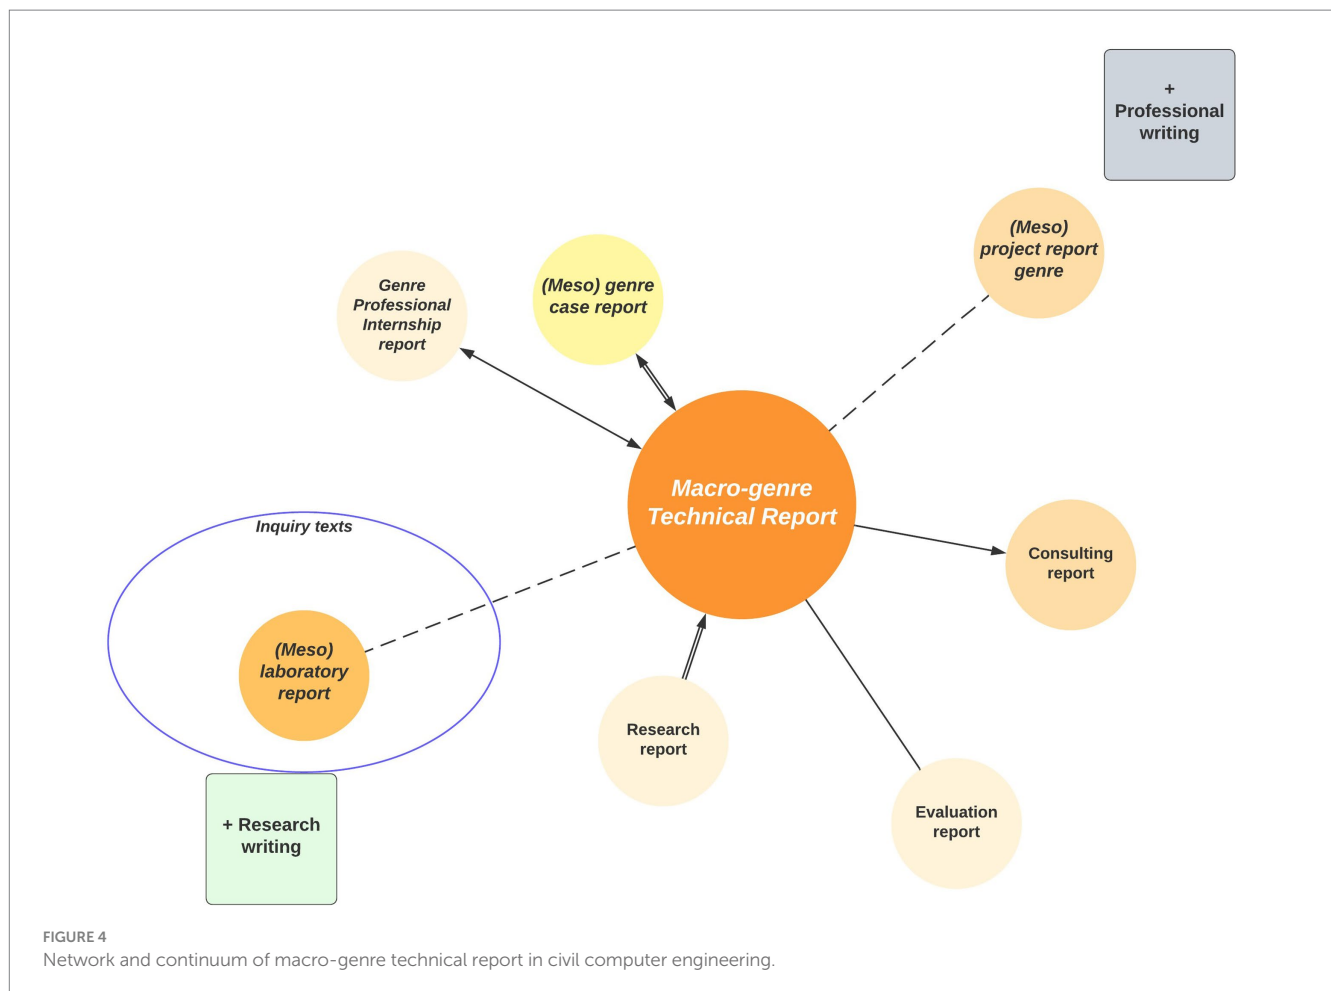 +
Professional
writing
(Meso)
project report
genre
(Meso) genre
case report
Genre
Professional
Internship
report
Macro-genre
Technical Report
Inquiry texts
Consulting
report
(Meso)
laboratory
report
Research
report
Evaluation
report
+ Research
writing
FIGURE 4
Network and continuum of macro-genre technical report in civil computer engineering.